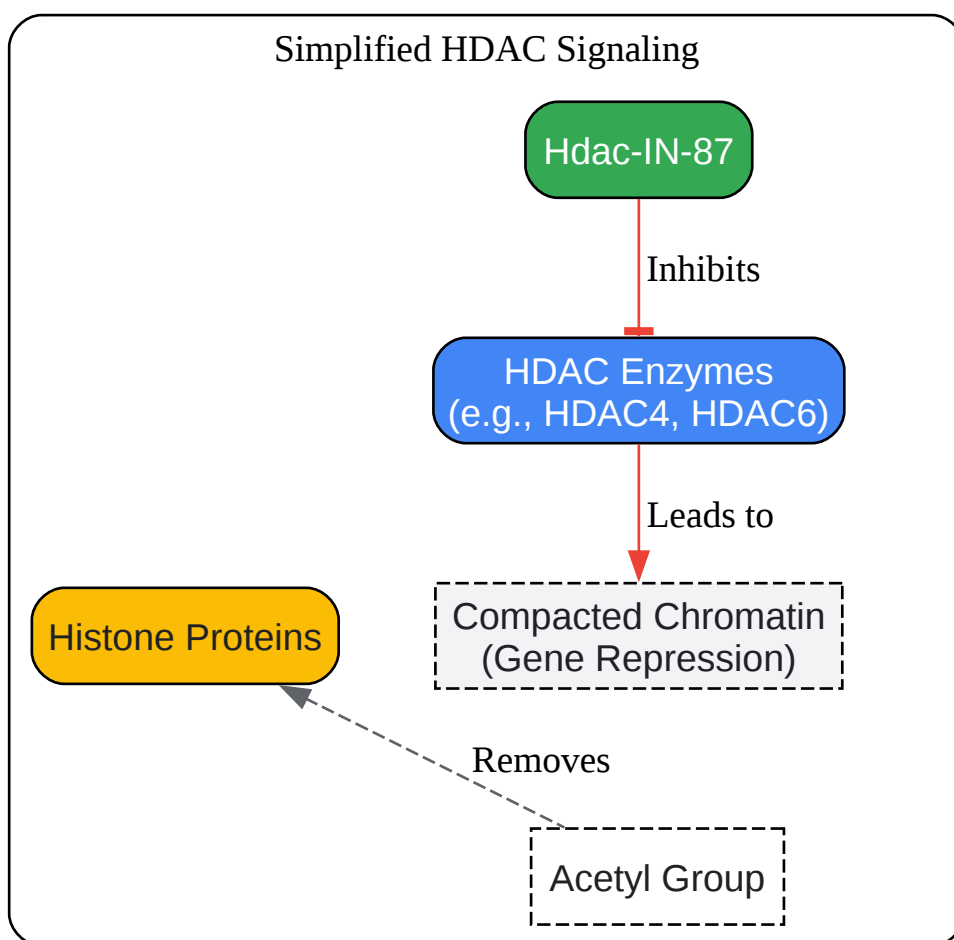 Simplified HDAC Signaling
Hdac-IN-87
Inhibits
HDAC Enzymes
(e.g., HDAC4, HDAC6)
Leads to
Compacted Chromatin
(Gene Repression)
Histone Proteins
Removes
Acetyl Group